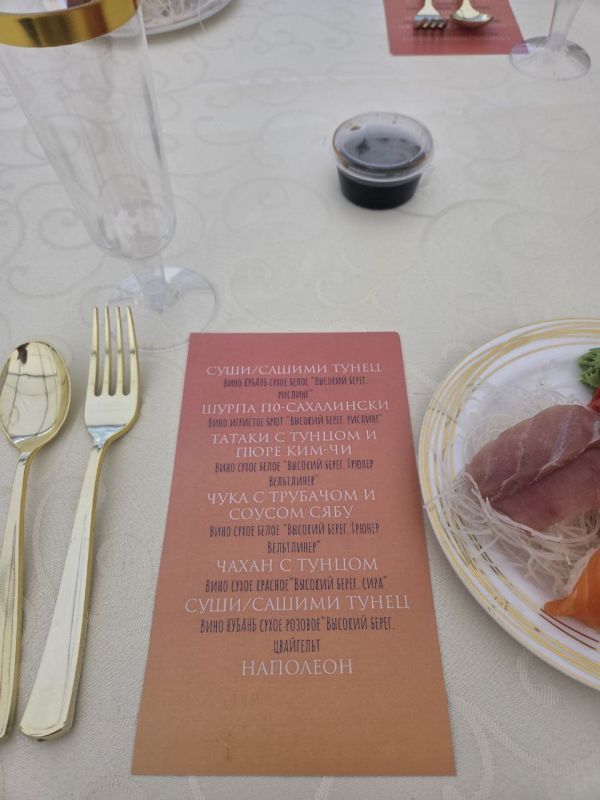 СУШИ/САШИМИ ТУНЕЦ
Вино КУБАНЬ СУХОЕ БЕЛОЕ "Высокий берег.
рислинг"
ШУРПА ПО-САХАЛИНСКИ
Вино игристое брют "Высокий берег. рислинг"
ТАТАКИ С ТУНЦОМ И
ПЮРЕ КИМ-ЧИ
Вино сухое белое "Высокий берег. Грюнер
Вельтлинер"
ЧУКА С ТРУБАЧОМ И
СОУСОМ СЯБУ
Вино сухое белое "Высокий берег. Грюнер
Вельтлинер"
ЧАХАН С ТУНЦОМ
Вино сухое красное"Высокий берег. сира"
СУШИ/САШИМИ ТУНЕЦ
Вино КУБАНЬ сухое розовое"Высокий берег.
цвайгельт
НАПОЛЕОН